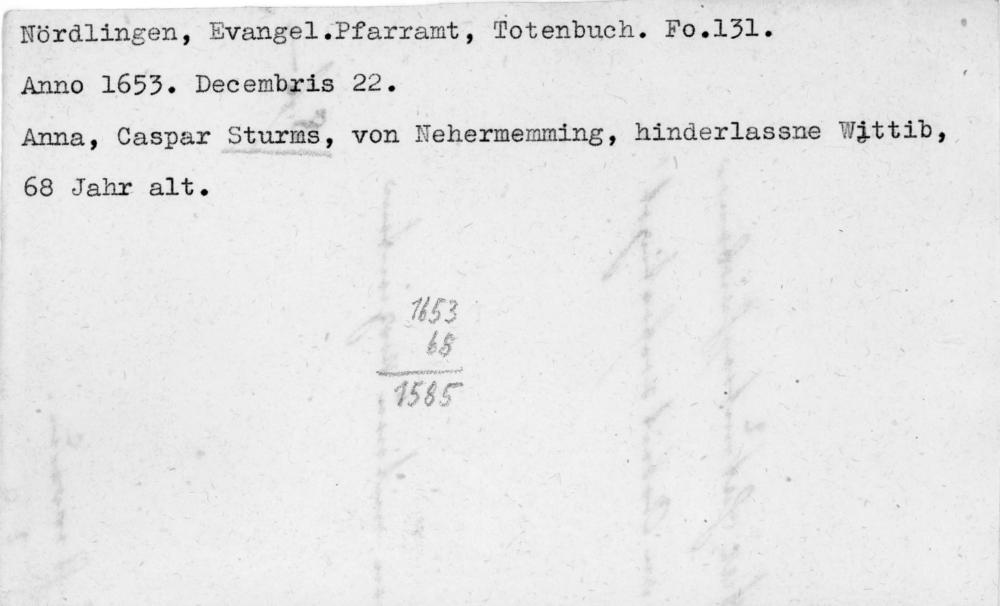 Nördlingen, Evangel.Pfarramt, Totenbuch. Fo.131.
Anno 1653. Decembris 22.
Anna, Caspar Sturms, von Nehermemming, hinderlassne Wittib,
68 Jahr alt.
1653
68
1585